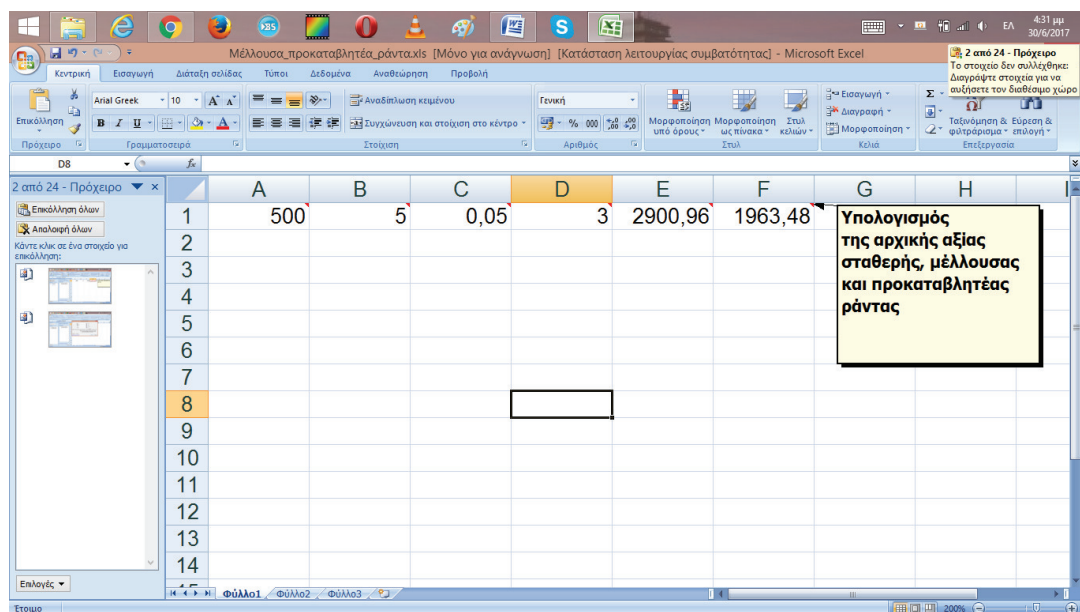 385
S
ΕΛ
4:31 μμ
30/6/2017
Μέλλουσα_προκαταβλητέα_ράντα.xls [Μόνο για ανάγνωση] [Κατάσταση λειτουργίας συμβατότητας] - Microsoft Excel
2 από 24 - Πρόχειρο
Το στοιχείο δεν συλλέχθηκε:
Διαγράψτε στοιχεία για να
αυξήσετε τον διαθέσιμο χώρο
Κεντρική Εισαγωγή Διάταξη σελίδας Τύποι Δεδομένα Αναθεώρηση Προβολή
Επικόλληση
Arial Greek 10
B I U
Πρόχειρο
Γραμματοσειρά
Αναδίπλωση κειμένου
Συγχώνευση και στοίχιση στο κέντρο
Στοίχιση
Γενική
% 000
Αριθμός
Μορφοποίηση υπό όρους
Μορφοποίηση ως πίνακα
Στυλ κελιών
Στυλ
Εισαγωγή
Διαγραφή
Μορφοποίηση
Κελιά
Σ
Ταξινόμηση & φιλτράρισμα
Εύρεση & επιλογή
Επεξεργασία
D8 fx
2 από 24 - Πρόχειρο
Επικόλληση όλων
Απαλοιφή όλων
Κάντε κλικ σε ένα στοιχείο για
επικόλληση:
Επιλογές
A B C D E F G H I
1 500 5 0,05 3 2900,96 1963,48
Υπολογισμός
της αρχικής αξίας
σταθερής, μέλλουσας
και προκαταβλητέας
ράντας
2
3
4
5
6
7
8
9
10
11
12
13
14
Φύλλο1 Φύλλο2 Φύλλο3
Έτοιμο
200%